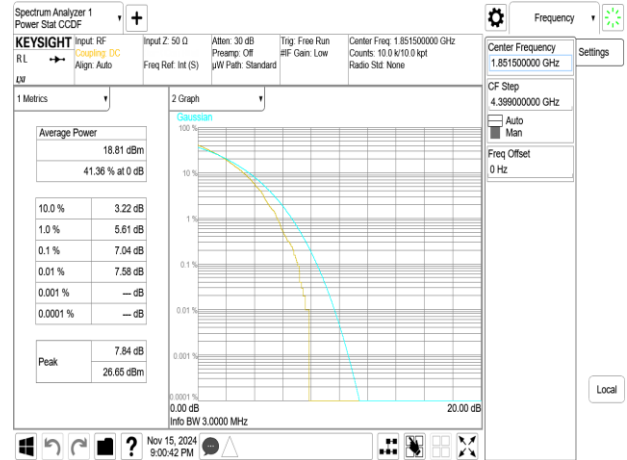 Spectrum Analyzer 1
Power Stat CCDF
Frequency
KEYSIGHT
RL
Input: RF
Coupling: DC
Align: Auto
Input Z: 50 Ω
Freq Ref: Int (S)
Atten: 30 dB
Preamp: Off
µW Path: Standard
Trig: Free Run
#IF Gain: Low
Center Freq: 1.851500000 GHz
Counts: 10.0 k/10.0 kpt
Radio Std: None
LXI
Center Frequency
1.851500000 GHz
Settings
CF Step
4.399000000 GHz
Auto
Man
Freq Offset
0 Hz
1 Metrics
Average Power
18.81 dBm
41.36 % at 0 dB
10.0 % 3.22 dB
1.0 % 5.61 dB
0.1 % 7.04 dB
0.01 % 7.58 dB
0.001 % --- dB
0.0001 % --- dB
Peak
7.84 dB
26.65 dBm
2 Graph
Gaussian
100 %
10 %
1 %
0.1 %
0.01 %
0.001 %
0.0001 %
0.00 dB 20.00 dB
Info BW 3.0000 MHz
Local
?
Nov 15, 2024
9:00:42 PM